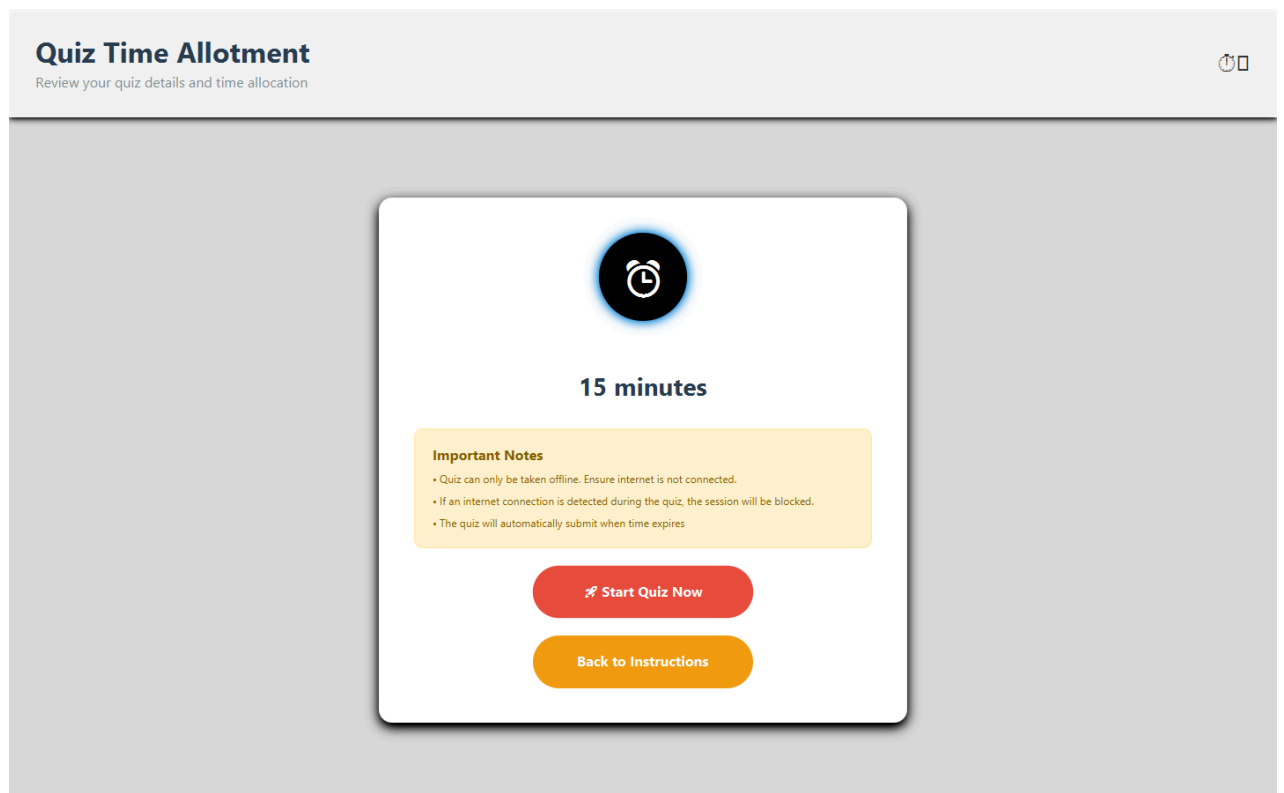 Quiz Time Allotment
Review your quiz details and time allocation
15 minutes
Important Notes
• Quiz can only be taken offline. Ensure internet is not connected.
• If an internet connection is detected during the quiz, the session will be blocked.
• The quiz will automatically submit when time expires
🚀 Start Quiz Now
Back to Instructions